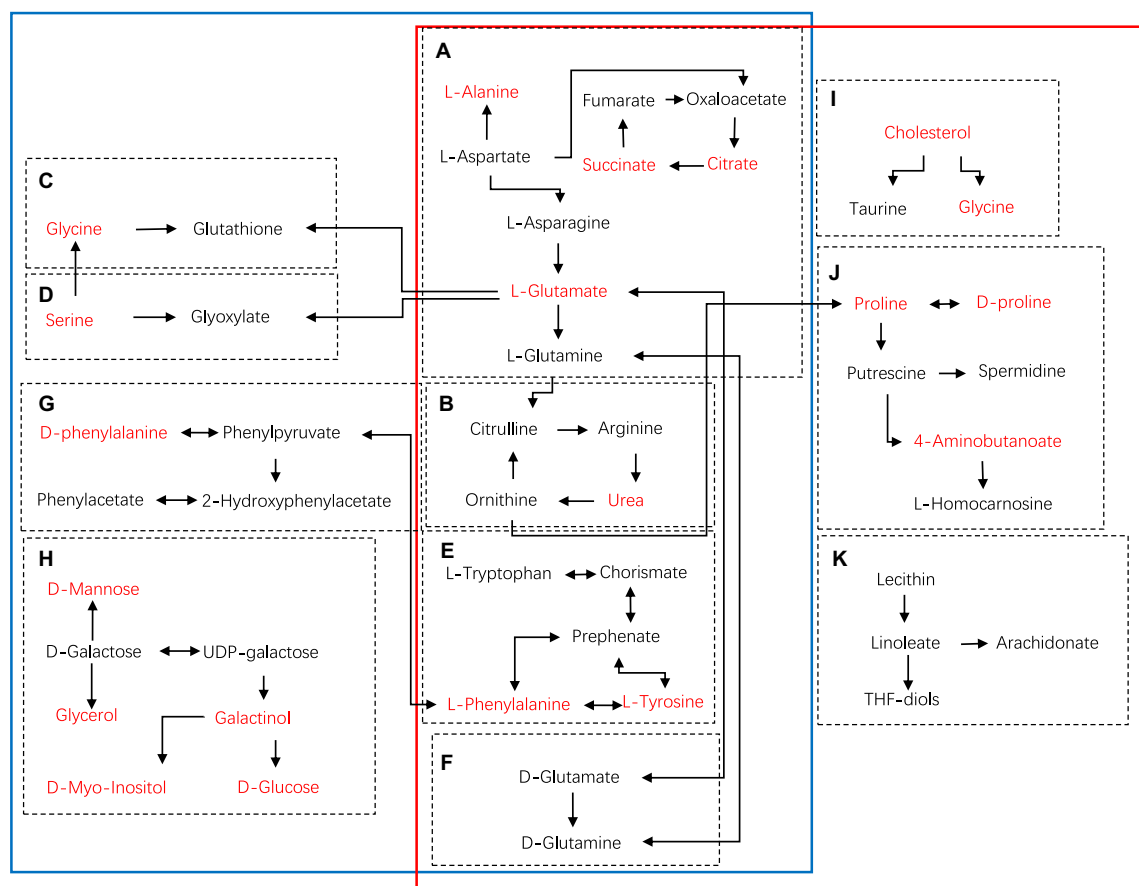 A
L-Alanine
Fumarate
Oxaloacetate
L-Aspartate
Succinate
Citrate
L-Asparagine
L-Glutamate
L-Glutamine
C
Glycine
Glutathione
D
Serine
Glyoxylate
I
Cholesterol
Taurine
Glycine
J
Proline
D-proline
Putrescine
Spermidine
4-Aminobutanoate
L-Homocarnosine
G
D-phenylalanine
Phenylpyruvate
Phenylacetate
2-Hydroxyphenylacetate
B
Citrulline
Arginine
Ornithine
Urea
H
D-Mannose
D-Galactose
UDP-galactose
Glycerol
Galactinol
D-Myo-Inositol
D-Glucose
E
L-Tryptophan
Chorismate
Prephenate
L-Phenylalanine
L-Tyrosine
K
Lecithin
Linoleate
Arachidonate
THF-diols
F
D-Glutamate
D-Glutamine